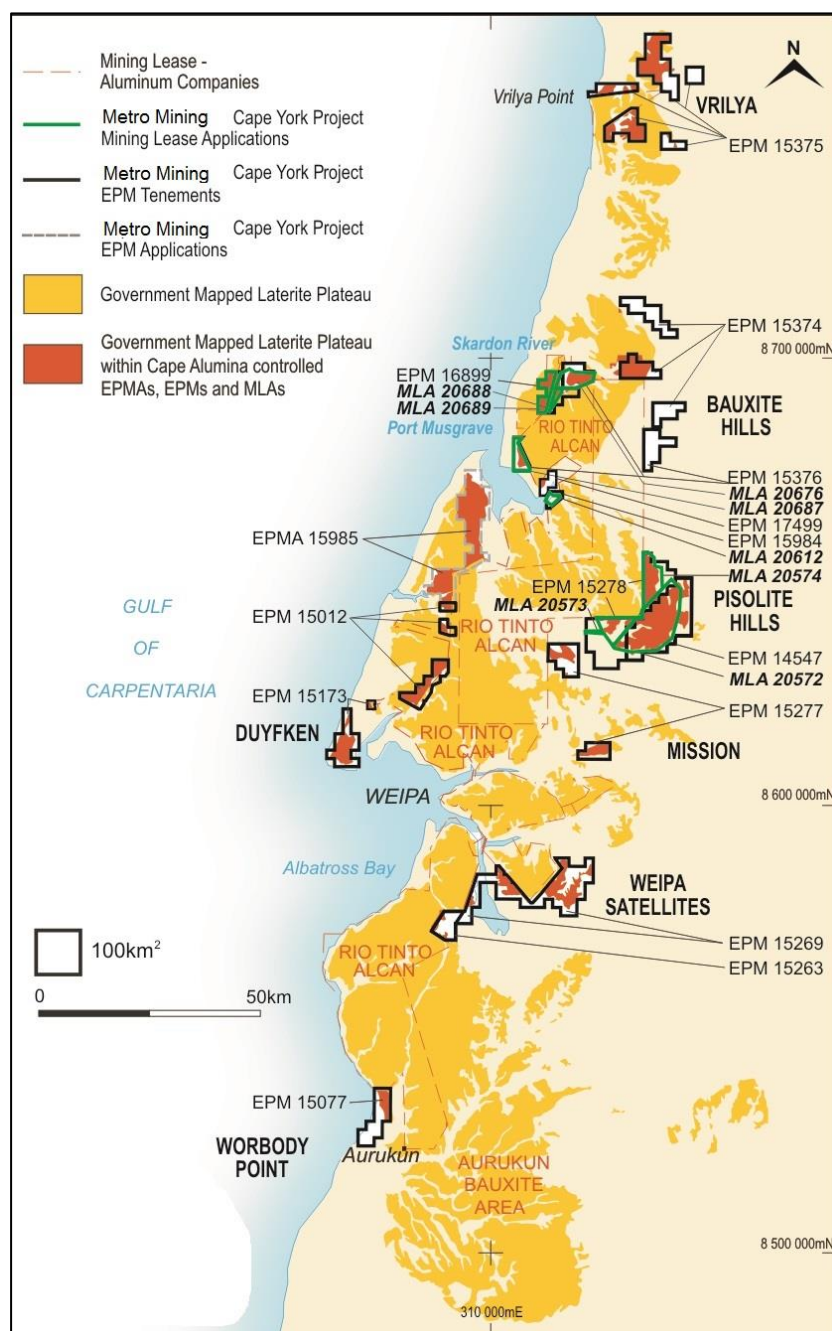 Mining Lease -
Aluminum Companies
Metro Mining Cape York Project
Mining Lease Applications
Metro Mining Cape York Project
EPM Tenements
Metro Mining Cape York Project
EPM Applications
Government Mapped Laterite Plateau
Government Mapped Laterite Plateau
within Cape Alumina controlled
EPMAs, EPMs and MLAs
N
Vrilya Point
VRILYA
EPM 15375
EPM 15374
8 700 000mN
Skardon River
EPM 16899
MLA 20688
MLA 20689
Port Musgrave
RIO TINTO
ALCAN
BAUXITE
HILLS
EPM 15376
MLA 20676
MLA 20687
EPM 17499
EPM 15984
MLA 20612
MLA 20574
EPMA 15985
EPM 15278
MLA 20573
PISOLITE
HILLS
GULF
OF
CARPENTARIA
EPM 15012
RIO TINTO
ALCAN
EPM 14547
MLA 20572
EPM 15173
EPM 15277
DUYFKEN
RIO TINTO
ALCAN
MISSION
WEIPA
8 600 000mN
Albatross Bay
WEIPA
SATELLITES
100km²
RIO TINTO
ALCAN
EPM 15269
EPM 15263
0 50km
EPM 15077
WORBODY
POINT
Aurukun
AURUKUN
BAUXITE
AREA
8 500 000mN
310 000mE